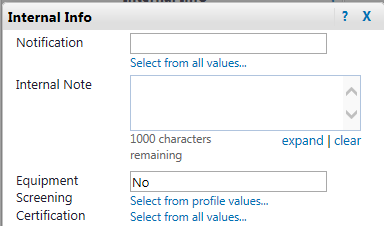 Internal Info ? X
Notification
Select from all values...
Internal Note
1000 characters
remaining
expand | clear
Equipment
Screening
Certification
No
Select from profile values...
Select from all values...